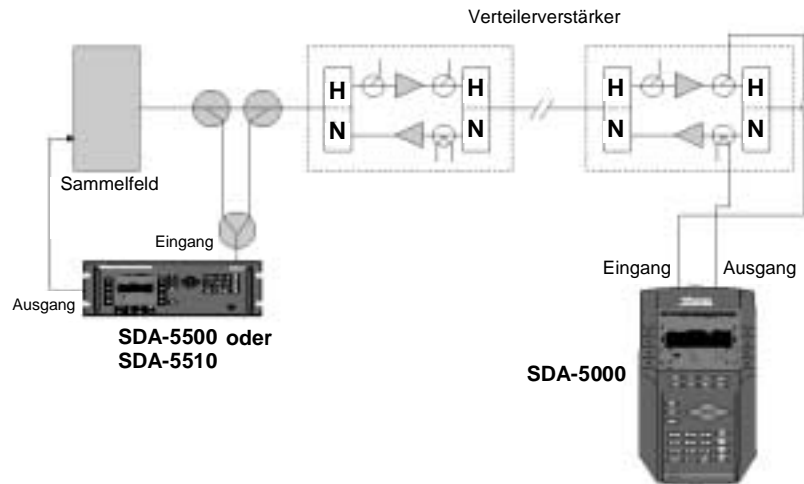 Verteilerverstärker
H H H H
N N N N
Sammelfeld
Eingang
Eingang Ausgang
Ausgang
SDA-5500 oder
SDA-5510
SDA-5000